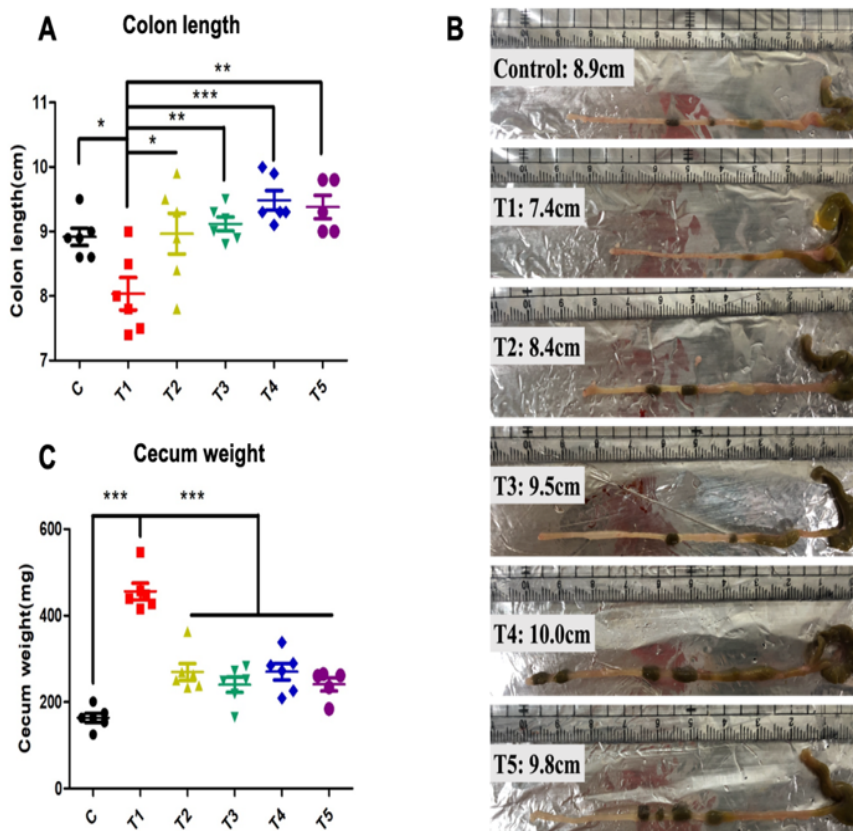 A
Colon length
**
***
**
*
*
11
10
9
8
7
Colon length(cm)
C
T1
T2
T3
T4
T5
B
Control: 8.9cm
T1: 7.4cm
T2: 8.4cm
T3: 9.5cm
T4: 10.0cm
T5: 9.8cm
C
Cecum weight
***
***
600
400
200
0
Cecum weight(mg)
C
T1
T2
T3
T4
T5